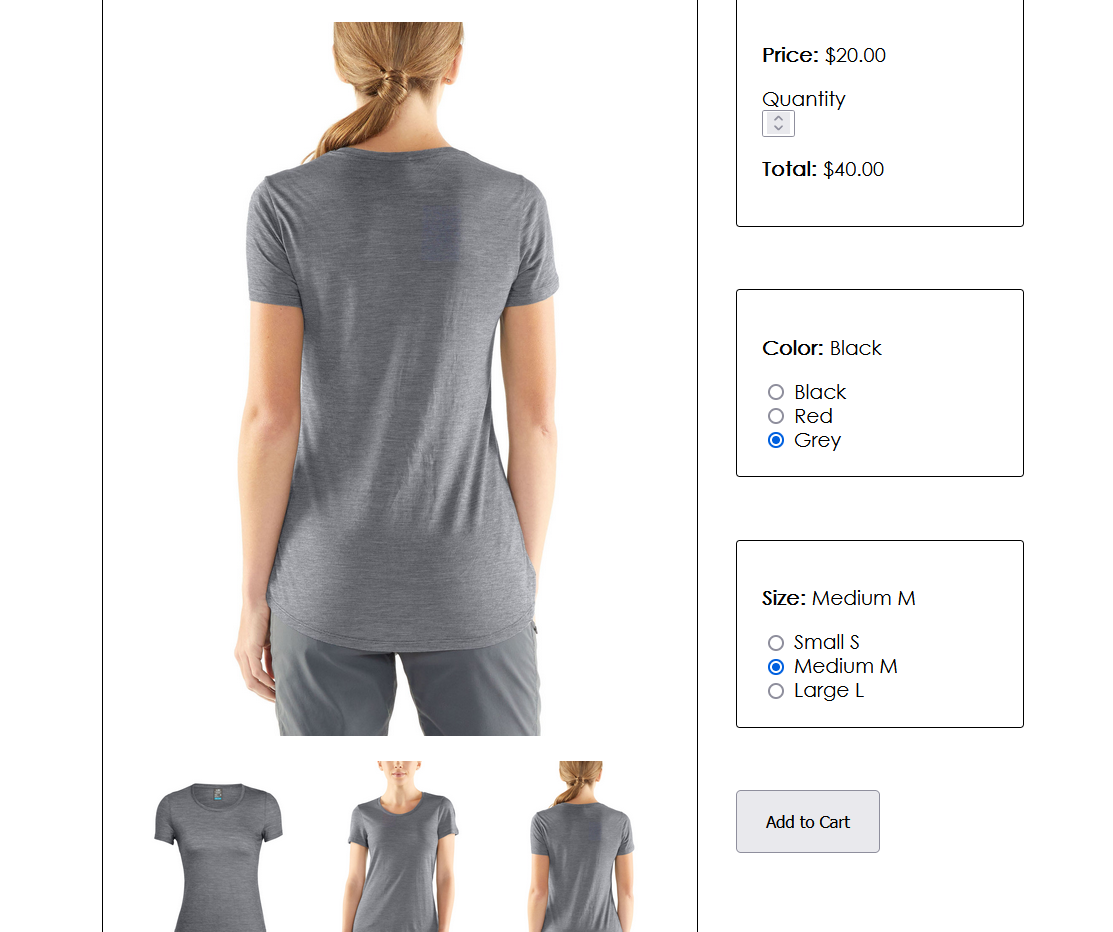 Price: $20.00
Quantity
Total: $40.00
Color: Black
Black
Red
Grey
Size: Medium M
Small S
Medium M
Large L
Add to Cart